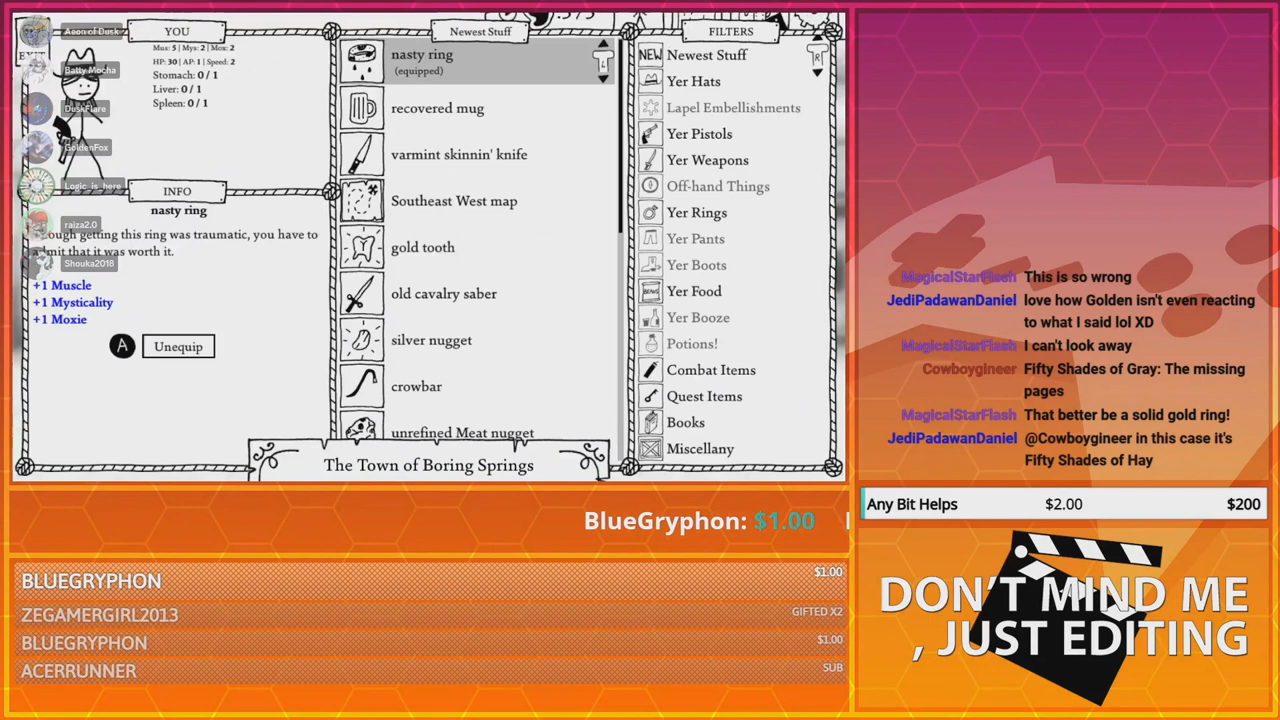 YOU
Mus: 5 | Mys: 2 | Mox: 2
HP: 30 | AP: 1 | Speed: 2
Stomach: 0 / 1
Liver: 0 / 1
Spleen: 0 / 1
Aeon of Dusk
Batty Mocha
DuskFlare
GoldenFox
Logic_is_here
raiza2.0
Shouka2018
INFO
nasty ring
ough getting this ring was traumatic, you have to
admit that it was worth it.
+1 Muscle
+1 Mysticality
+1 Moxie
A Unequip
Newest Stuff
nasty ring
(equipped)
L
recovered mug
varmint skinnin' knife
Southeast West map
gold tooth
old cavalry saber
silver nugget
crowbar
unrefined Meat nugget
The Town of Boring Springs
FILTERS
NEW Newest Stuff
R
Yer Hats
Lapel Embellishments
Yer Pistols
Yer Weapons
Off-hand Things
Yer Rings
Yer Pants
Yer Boots
BEANS Yer Food
Yer Booze
Potions!
Combat Items
Quest Items
Books
Miscellany
MagicalStarFlash This is so wrong
JediPadawanDaniel love how Golden isn't even reacting
to what I said lol XD
MagicalStarFlash I can't look away
Cowboygineer Fifty Shades of Gray: The missing
pages
MagicalStarFlash That better be a solid gold ring!
JediPadawanDaniel @Cowboygineer in this case it's
Fifty Shades of Hay
Any Bit Helps $2.00 $200
BlueGryphon: $1.00
BLUEGRYPHON $1.00
ZEGAMERGIRL2013 GIFTED X2
BLUEGRYPHON $1.00
ACERRUNNER SUB
DON'T MIND ME
, JUST EDITING